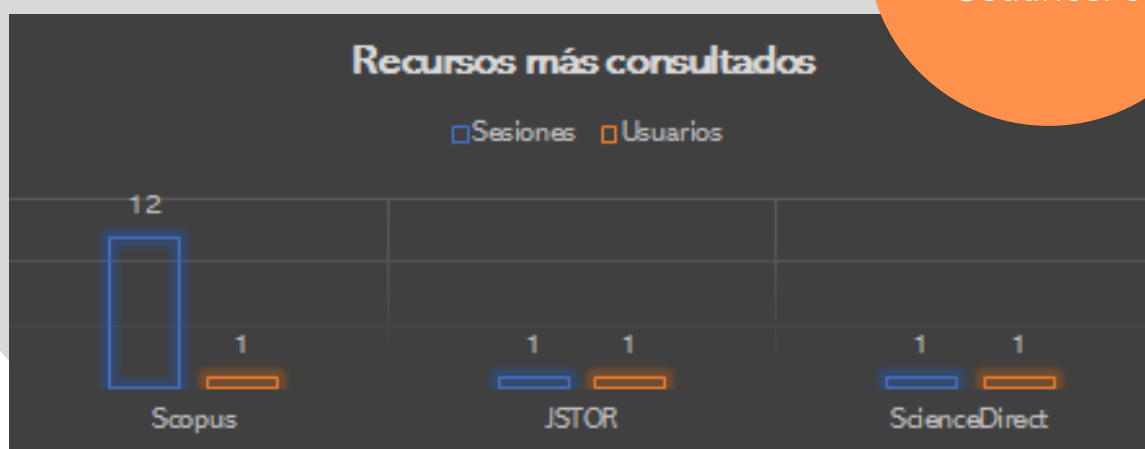 Recursos más consultados
Sesiones Usuarios
12
1
1
1
1
1
Scopus
JSTOR
ScienceDirect